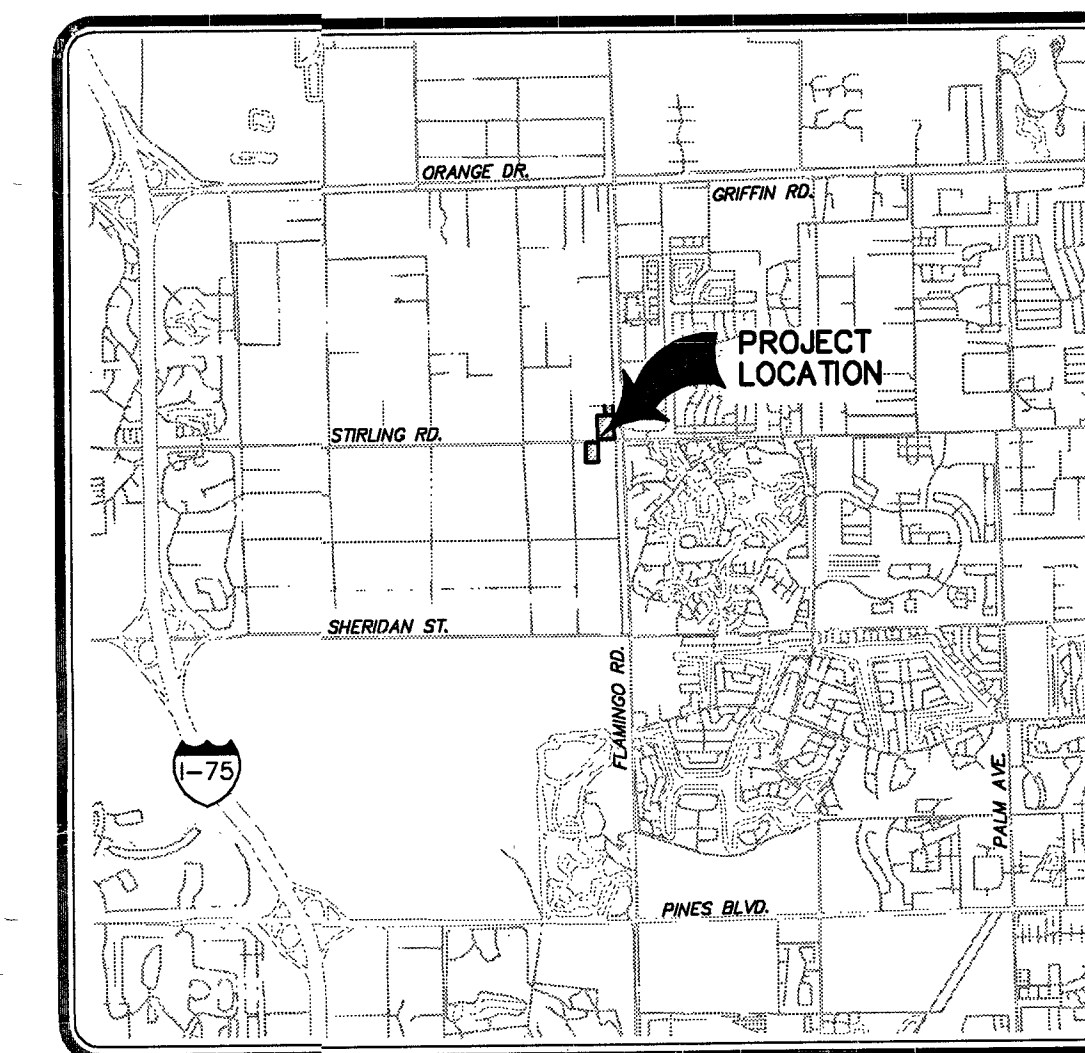 ORANGE DR.
GRIFFIN RD.
PROJECT
LOCATION
STIRLING RD.
SHERIDAN ST.
FLAMINGO RD.
I-75
PALM AVE.
PINES BLVD.